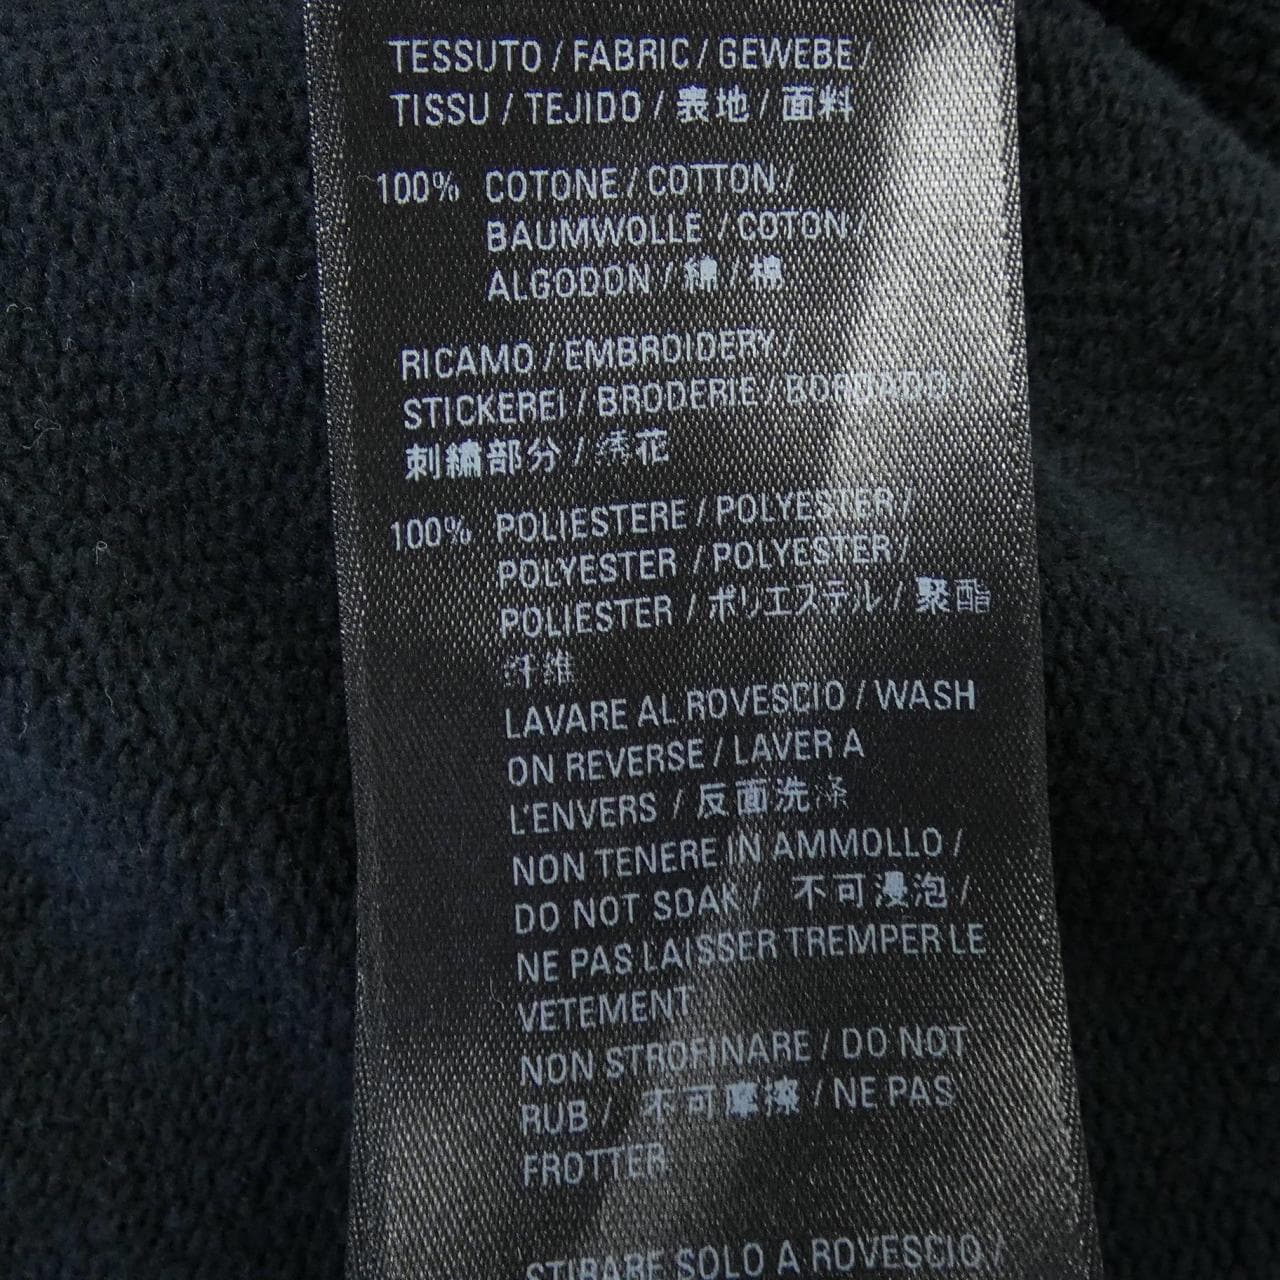 TESSUTO / FABRIC / GEWEBE /
TISSU / TEJIDO / 表地 / 面料
100% COTONE / COTTON /
BAUMWOLLE / COTON /
ALGODON / 綿 / 棉
RICAMO / EMBROIDERY /
STICKEREI / BRODERIE / BORDADO /
刺繍部分 / 绣花
100% POLIESTERE / POLYESTER /
POLYESTER / POLYESTER /
POLIESTER / ポリエステル / 聚酯
纤维
LAVARE AL ROVESCIO / WASH
ON REVERSE / LAVER A
L'ENVERS / 反面洗涤
NON TENERE IN AMMOLLO /
DO NOT SOAK / 不可浸泡 /
NE PAS LAISSER TREMPER LE
VETEMENT
NON STROFINARE / DO NOT
RUB / 不可摩擦 / NE PAS
FROTTER
STIRARE SOLO A ROVESCIO /